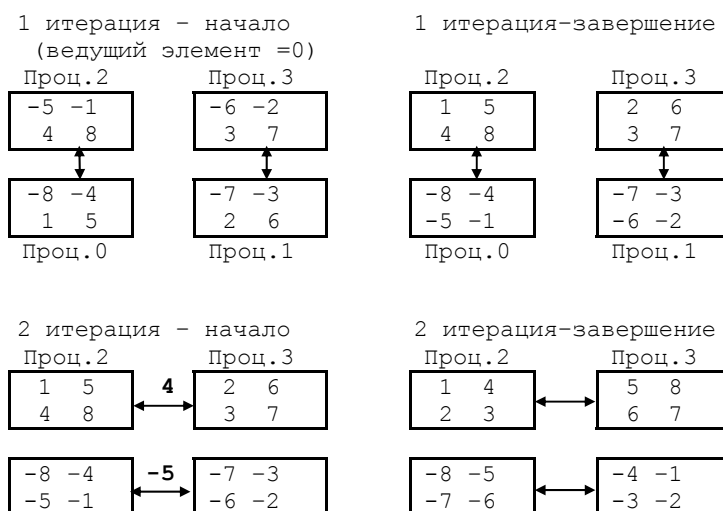 1 итерация – начало 1 итерация–завершение
(ведущий элемент =0)
Проц.2 Проц.3 Проц.2 Проц.3
–5 –1 –6 –2 1 5 2 6
4 8 3 7 4 8 3 7
–8 –4 –7 –3 –8 –4 –7 –3
1 5 2 6 –5 –1 –6 –2
Проц.0 Проц.1 Проц.0 Проц.1
2 итерация – начало 2 итерация–завершение
Проц.2 Проц.3 Проц.2 Проц.3
1 5 4 2 6 1 4 5 8
4 8 3 7 2 3 6 7
–8 –4 –5 –7 –3 –8 –5 –4 –1
–5 –1 –6 –2 –7 –6 –3 –2